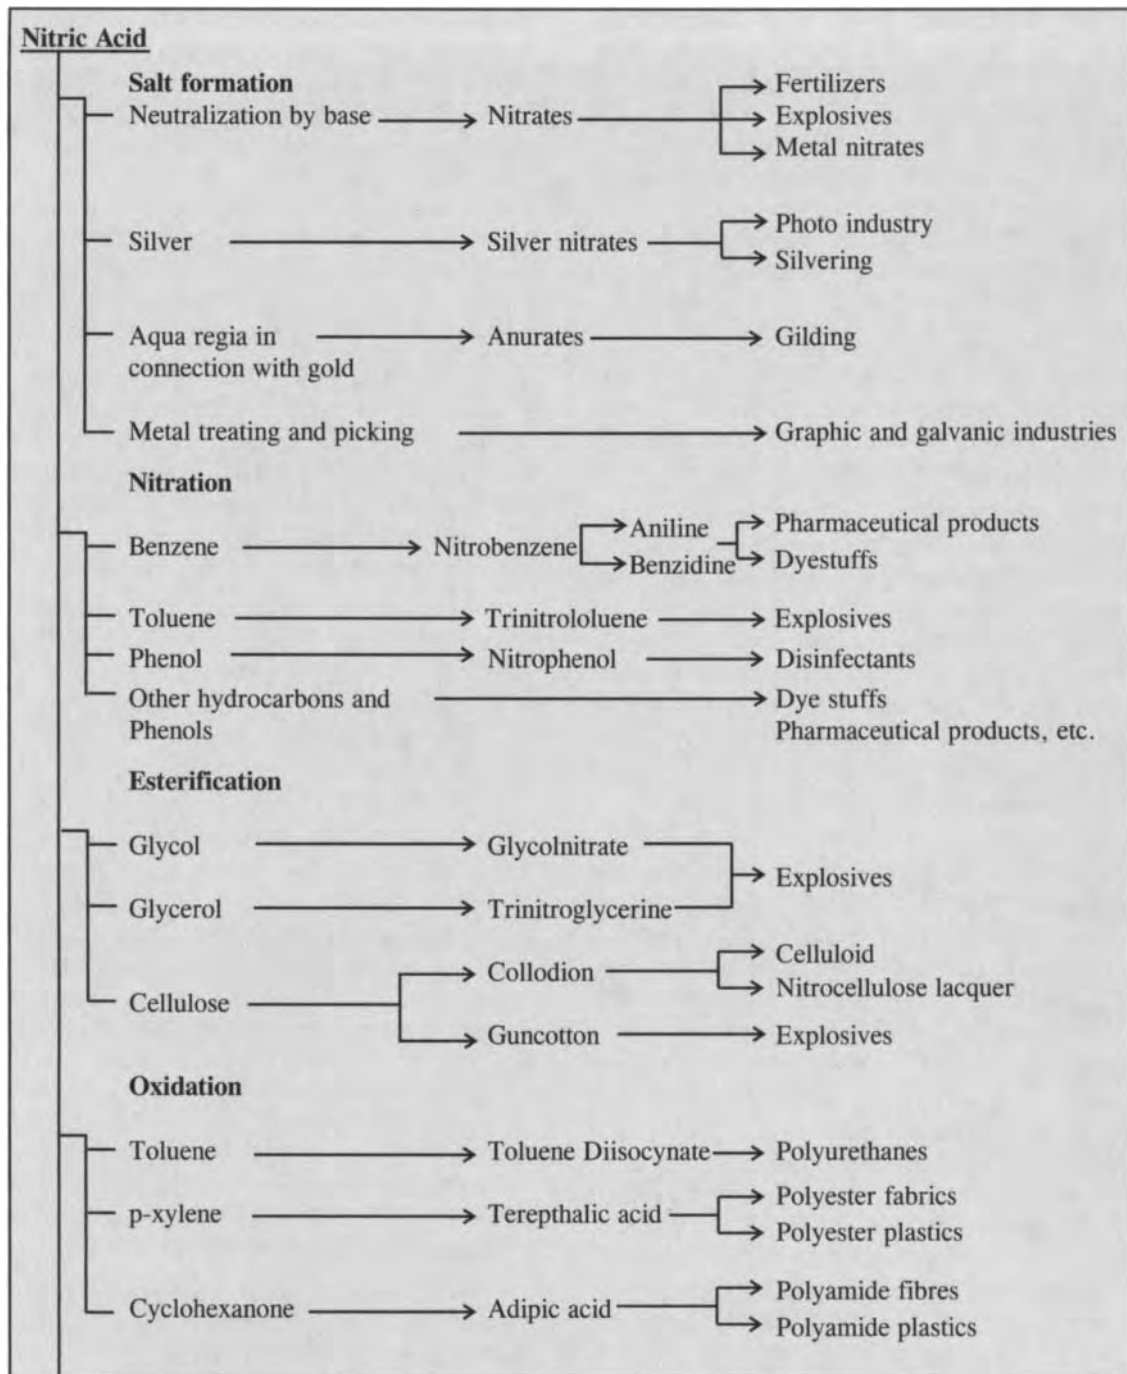 Nitric Acid
Salt formation
Neutralization by base
Nitrates
Fertilizers
Explosives
Metal nitrates
Silver
Silver nitrates
Photo industry
Silvering
Aqua regia in
connection with gold
Anurates
Gilding
Metal treating and picking
Graphic and galvanic industries
Nitration
Benzene
Nitrobenzene
Aniline
Benzidine
Pharmaceutical products
Dyestuffs
Toluene
Trinitrololuene
Explosives
Phenol
Nitrophenol
Disinfectants
Other hydrocarbons and
Phenols
Dye stuffs
Pharmaceutical products, etc.
Esterification
Glycol
Glycolnitrate
Glycerol
Trinitroglycerine
Explosives
Cellulose
Collodion
Celluloid
Nitrocellulose lacquer
Guncotton
Explosives
Oxidation
Toluene
Toluene Diisocynate
Polyurethanes
p-xylene
Terepthalic acid
Polyester fabrics
Polyester plastics
Cyclohexanone
Adipic acid
Polyamide fibres
Polyamide plastics